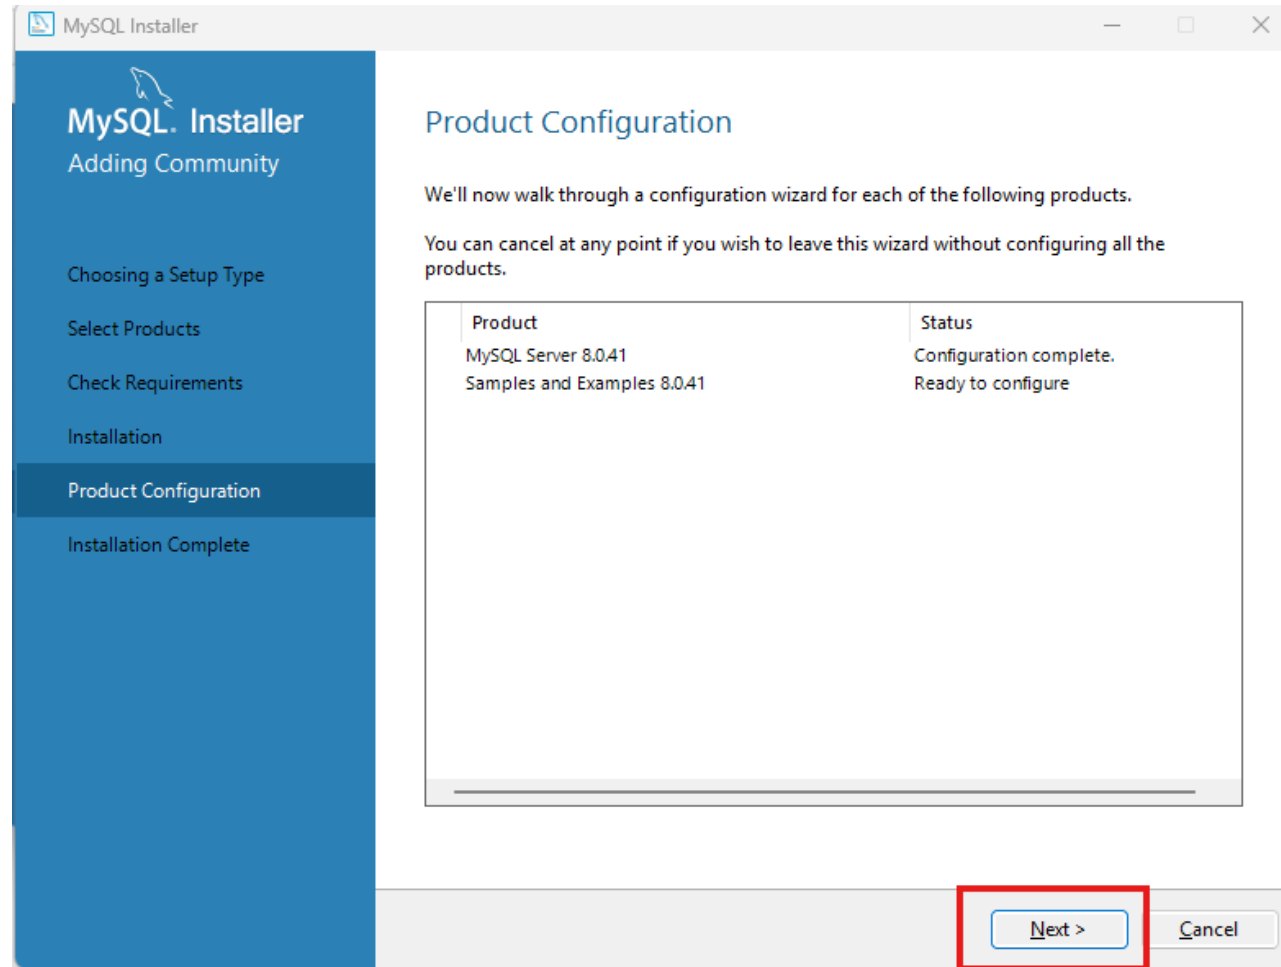 MySQL Installer
MySQL. Installer
Adding Community
Choosing a Setup Type
Select Products
Check Requirements
Installation
Product Configuration
Installation Complete
Product Configuration
We'll now walk through a configuration wizard for each of the following products.
You can cancel at any point if you wish to leave this wizard without configuring all the
products.
Product Status
MySQL Server 8.0.41 Configuration complete.
Samples and Examples 8.0.41 Ready to configure
Next > Cancel